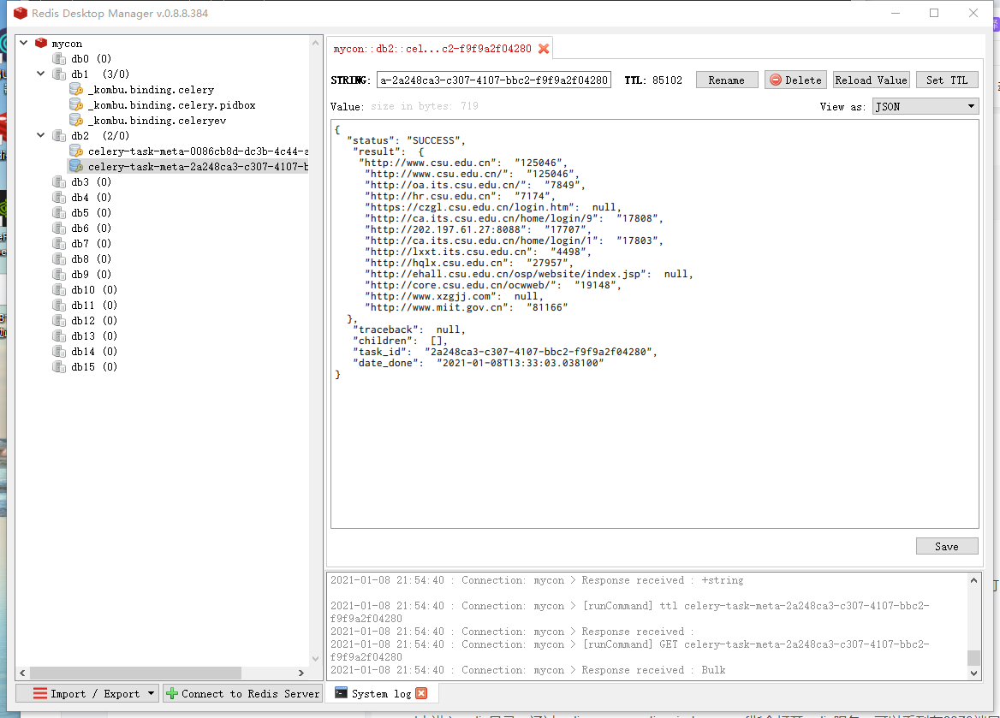 Redis Desktop Manager v.0.8.8.384
mycon
db0 (0)
db1 (3/0)
_kombu.binding.celery
_kombu.binding.celery.pidbox
_kombu.binding.celeryev
db2 (2/0)
celery-task-meta-0086cb8d-dc3b-4c44-a
celery-task-meta-2a248ca3-c307-4107-b
db3 (0)
db4 (0)
db5 (0)
db6 (0)
db7 (0)
db8 (0)
db9 (0)
db10 (0)
db11 (0)
db12 (0)
db13 (0)
db14 (0)
db15 (0)
Import / Export
Connect to Redis Server
mycon::db2::cel...c2-f9f9a2f04280
STRING: a-2a248ca3-c307-4107-bbc2-f9f9a2f04280 TTL: 85102 Rename Delete Reload Value Set TTL
Value: size in bytes: 719 View as: JSON
{
"status": "SUCCESS",
"result": {
"http://www.csu.edu.cn": "125046",
"http://www.csu.edu.cn/": "125046",
"http://oa.its.csu.edu.cn/": "7849",
"http://hr.csu.edu.cn": "7174",
"https://czgl.csu.edu.cn/login.htm": null,
"http://ca.its.csu.edu.cn/home/login/9": "17808",
"http://202.197.61.27:8088": "17707",
"http://ca.its.csu.edu.cn/home/login/1": "17803",
"http://lxxt.its.csu.edu.cn": "4498",
"http://hqlx.csu.edu.cn": "27957",
"http://ehall.csu.edu.cn/osp/website/index.jsp": null,
"http://core.csu.edu.cn/ocwweb/": "19148",
"http://www.xzgjj.com": null,
"http://www.miit.gov.cn": "81166"
},
"traceback": null,
"children": [],
"task_id": "2a248ca3-c307-4107-bbc2-f9f9a2f04280",
"date_done": "2021-01-08T13:33:03.038100"
}
Save
2021-01-08 21:54:40 : Connection: mycon > Response received : +string
2021-01-08 21:54:40 : Connection: mycon > [runCommand] ttl celery-task-meta-2a248ca3-c307-4107-bbc2-
f9f9a2f04280
2021-01-08 21:54:40 : Connection: mycon > Response received :
2021-01-08 21:54:40 : Connection: mycon > [runCommand] GET celery-task-meta-2a248ca3-c307-4107-bbc2-
f9f9a2f04280
2021-01-08 21:54:40 : Connection: mycon > Response received : Bulk
System log